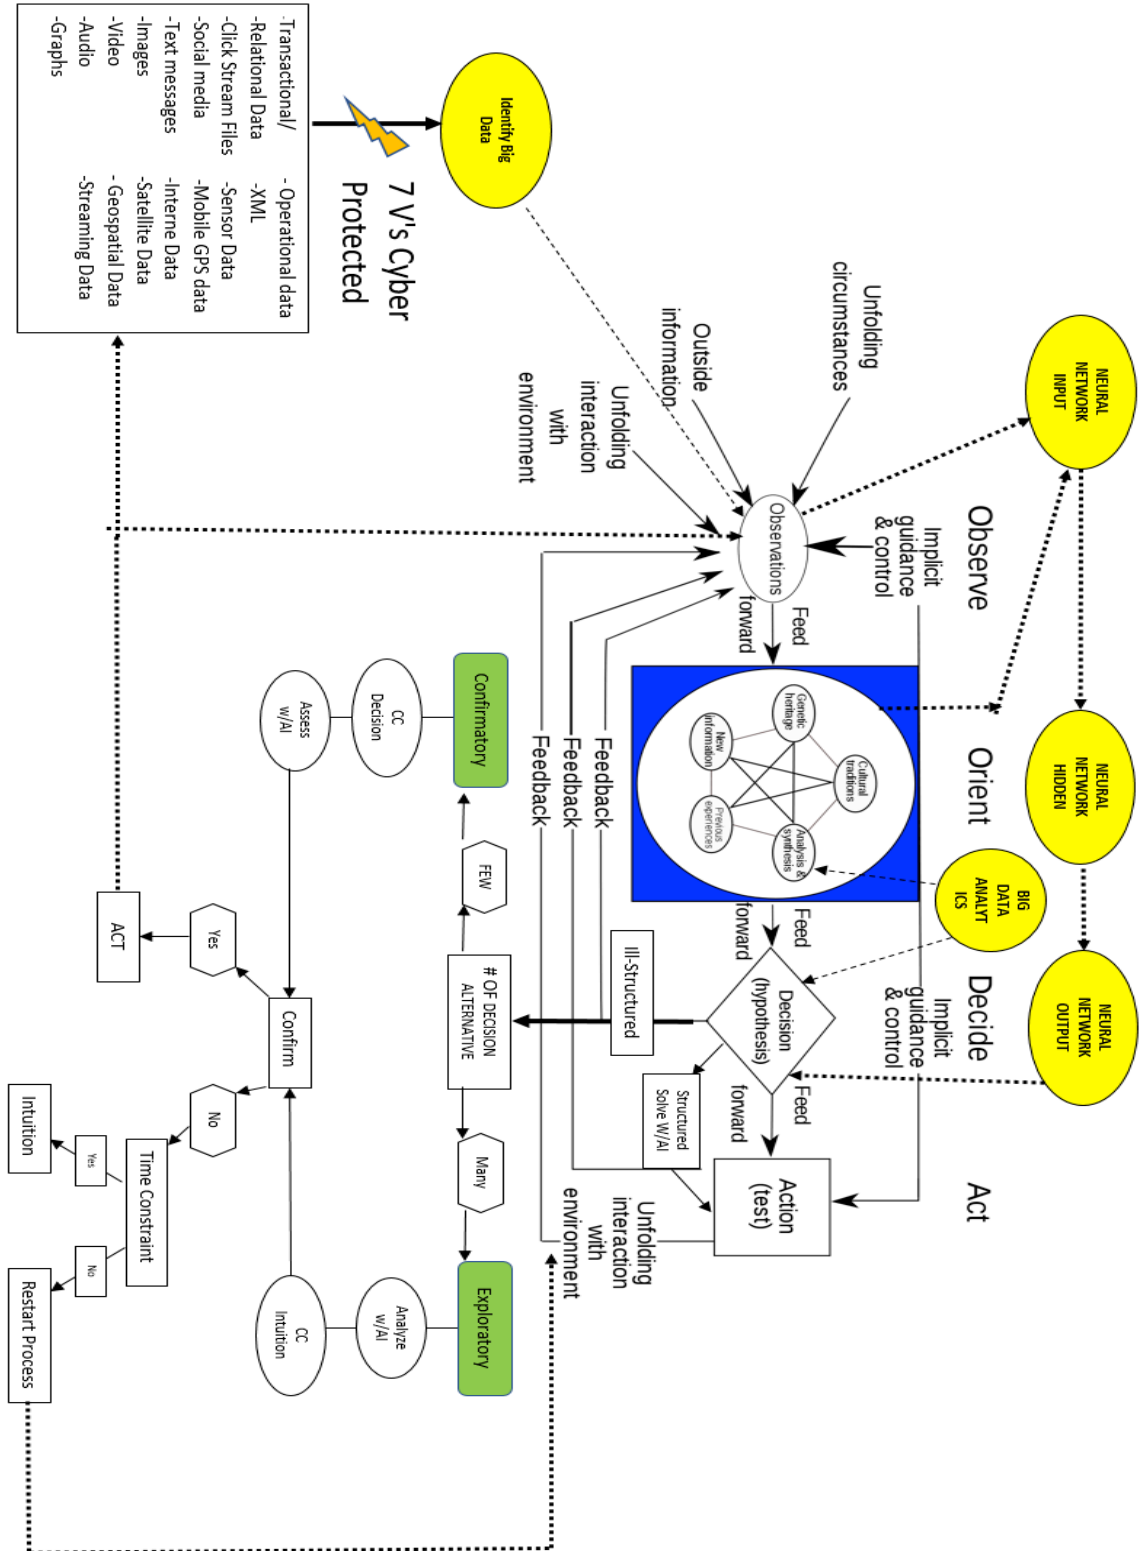 NEURAL
NETWORK
INPUT
NEURAL
NETWORK
HIDDEN
NEURAL
NETWORK
OUTPUT
BIG
DATA
ANALYT
ICS
Observe
Orient
Decide
Act
Implicit
guidance
& control
Implicit
guidance
& control
Unfolding
circumstances
Outside
information
Unfolding
interaction
with
environment
Observations
Feed
forward
Cultural
traditions
Genetic
heritage
Analysis &
synthesis
New
information
Previous
experiences
Feed
forward
Decision
(hypothesis)
Feed
forward
Action
(test)
Structured
Solve W/AI
Ill-Structured
Feedback
Feedback
Feedback
Unfolding
interaction
with
environment
Identify Big
Data
7 V's Cyber
Protected
-Transactional/
- Operational data
-Relational Data
-XML
-Click Stream Files
-Sensor Data
-Social media
-Mobile GPS data
-Text messages
-Interne Data
-Images
-Satellite Data
-Video
- Geospatial Data
-Audio
-Streaming Data
-Graphs
Confirmatory
FEW
# OF DECISION
ALTERNATIVE
Many
Exploratory
CC
Decision
Analyze
w/AI
Assess
w/AI
Confirm
CC
Intuition
Yes
No
ACT
Time Constraint
Yes
No
Intuition
Restart Process